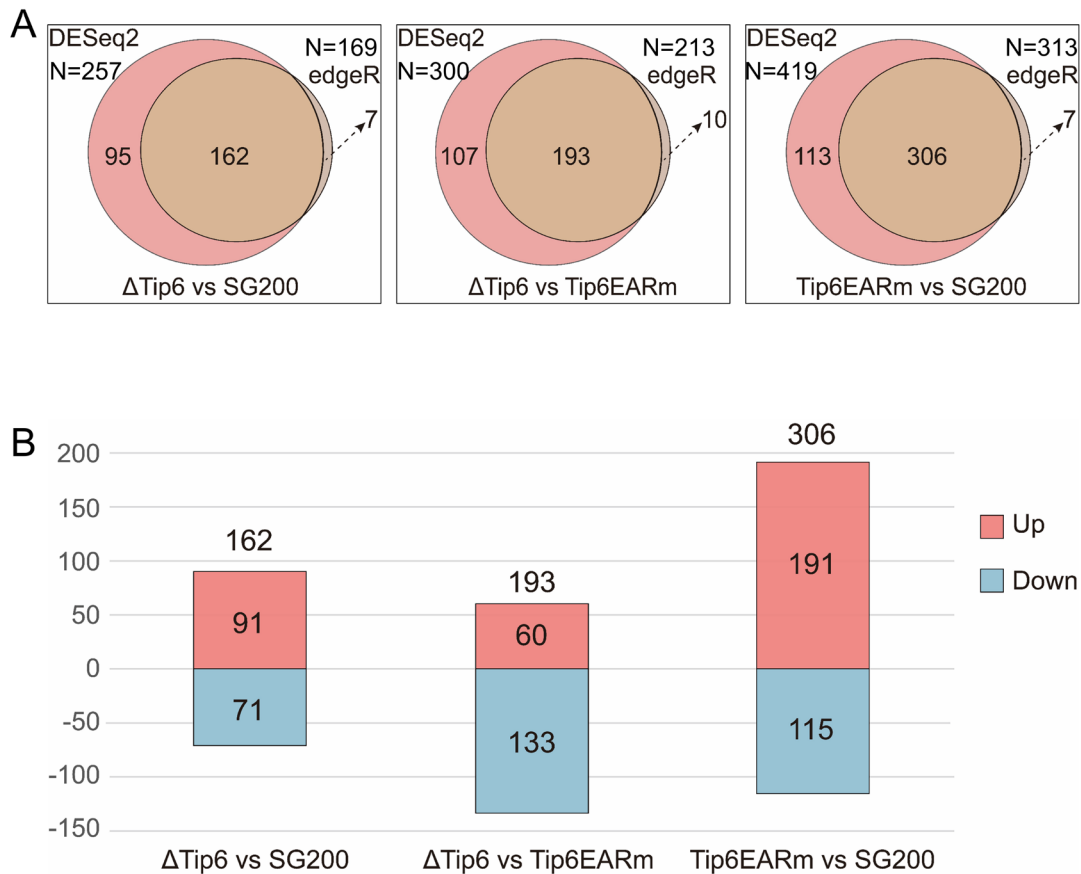 A
DESeq2
N=257
N=169
edgeR
7
95
162
ΔTip6 vs SG200
DESeq2
N=300
N=213
edgeR
10
107
193
ΔTip6 vs Tip6EARm
DESeq2
N=419
N=313
edgeR
7
113
306
Tip6EARm vs SG200
B
200
150
100
50
0
-50
-100
-150
162
91
71
193
60
133
306
191
115
Up
Down
ΔTip6 vs SG200
ΔTip6 vs Tip6EARm
Tip6EARm vs SG200